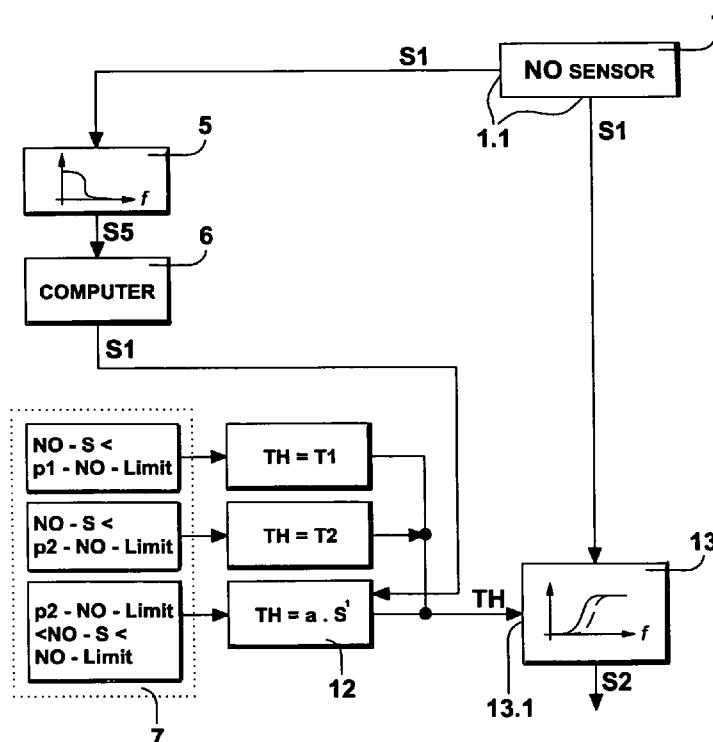 S1
NO SENSOR
1.1
S1
5
f
S5
6
COMPUTER
S1
NO - S <
p1 - NO - Limit
TH = T1
NO - S <
p2 - NO - Limit
TH = T2
p2 - NO - Limit
<NO - S <
NO - Limit
TH = a . S¹
TH
13
f
12
13.1
S2
7